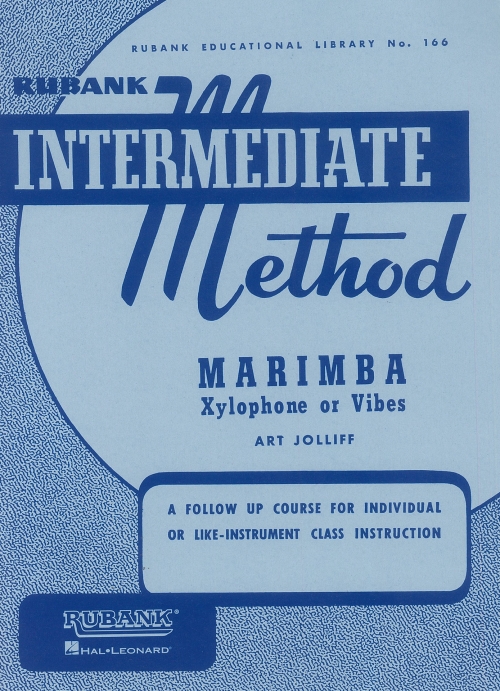 RUBANK EDUCATIONAL LIBRARY No. 166
RUBANK
INTERMEDIATE
Method
MARIMBA
Xylophone or Vibes
ART JOLLIFF
A FOLLOW UP COURSE FOR INDIVIDUAL
OR LIKE-INSTRUMENT CLASS INSTRUCTION
RUBANK®
HAL•LEONARD®